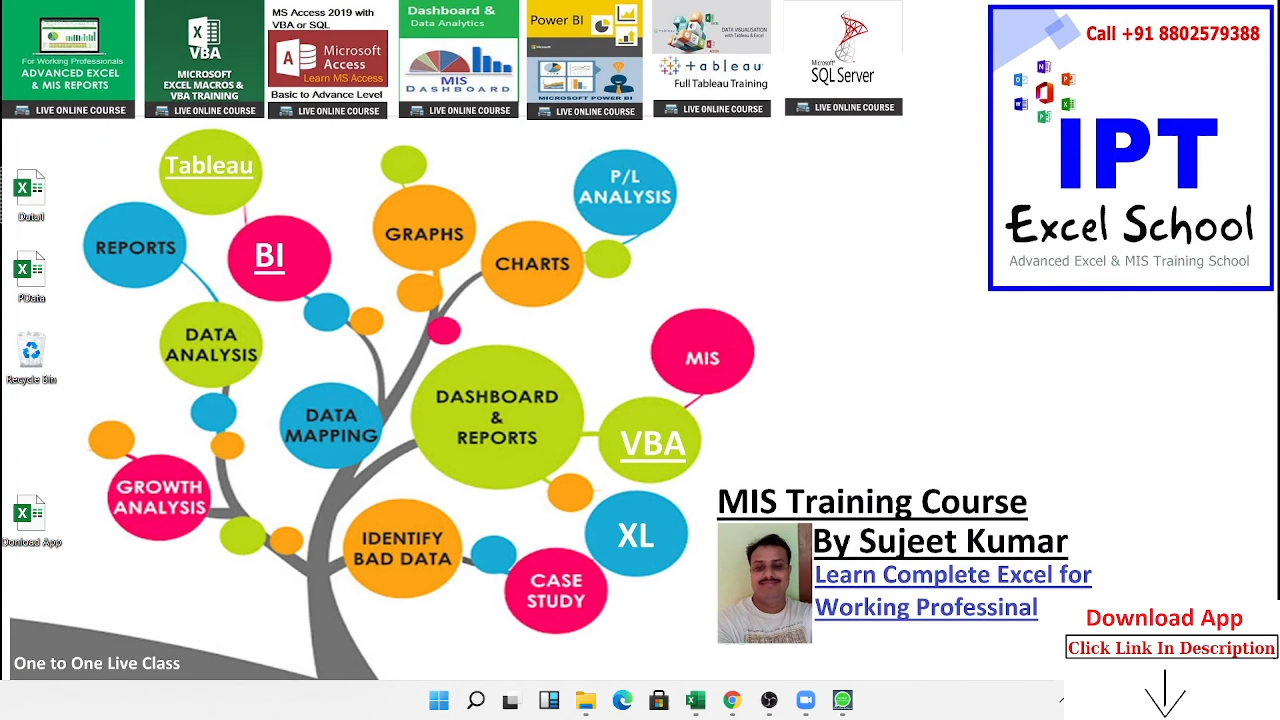 For Working Professionals
ADVANCED EXCEL
& MIS REPORTS
LIVE ONLINE COURSE
VBA
MICROSOFT
EXCEL MACROS &
VBA TRAINING
LIVE ONLINE COURSE
MS Access 2019 with
VBA or SQL
Microsoft
Access
Learn MS Access
Basic to Advance Level
LIVE ONLINE COURSE
Dashboard &
Data Analytics
MIS
DASHBOARD
LIVE ONLINE COURSE
Power BI
MICROSOFT POWER BI
LIVE ONLINE COURSE
DATA VISUALISATION
with Tableau & Excel
tableau
Full Tableau Training
LIVE ONLINE COURSE
Microsoft
SQL Server
LIVE ONLINE COURSE
Call +91 8802579388
IPT
Excel School
Advanced Excel & MIS Training School
Tableau
REPORTS
BI
GRAPHS
CHARTS
P/L
ANALYSIS
DATA
ANALYSIS
DATA
MAPPING
DASHBOARD
&
REPORTS
MIS
VBA
GROWTH
ANALYSIS
IDENTIFY
BAD DATA
XL
CASE
STUDY
PData
Recycle Bin
Donload App
MIS Training Course
By Sujeet Kumar
Learn Complete Excel for
Working Professinal
Download App
Click Link In Description
One to One Live Class